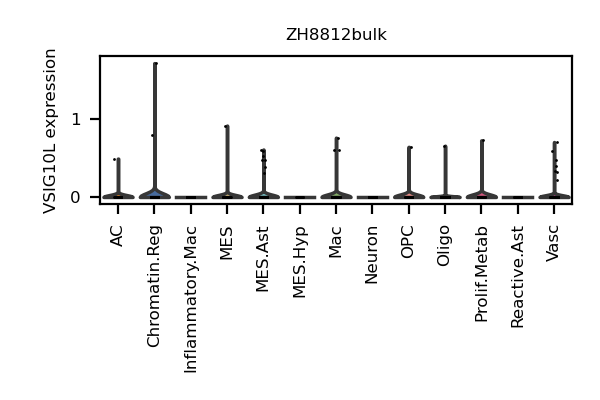 ZH8812bulk
VSIG10L expression
1
0
AC
Chromatin.Reg
Inflammatory.Mac
MES
MES.Ast
MES.Hyp
Mac
Neuron
OPC
Oligo
Prolif.Metab
Reactive.Ast
Vasc